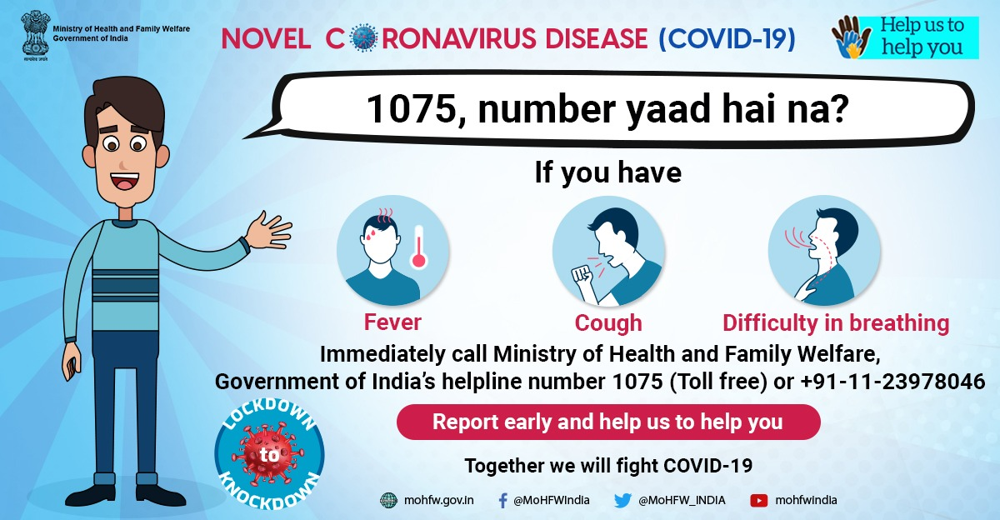 Ministry of Health and Family Welfare
Government of India
सत्यमेव जयते
NOVEL CORONAVIRUS DISEASE (COVID-19)
Help us to
help you
1075, number yaad hai na?
If you have
Fever
Cough
Difficulty in breathing
Immediately call Ministry of Health and Family Welfare,
Government of India's helpline number 1075 (Toll free) or +91-11-23978046
LOCKDOWN
to
KNOCKDOWN
Report early and help us to help you
Together we will fight COVID-19
mohfw.gov.in
@MoHFWIndia
@MoHFW_INDIA
mohfwindia